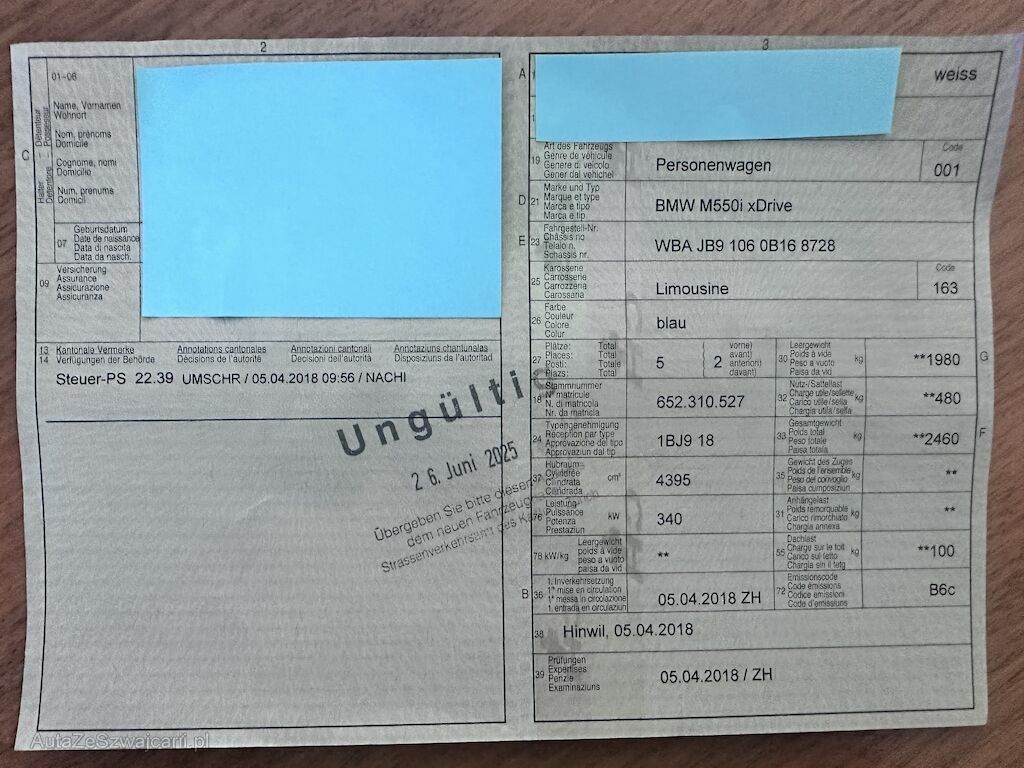 2
01–06
Halter – Détenteur
Detentore – Possessur
C
Name, Vornamen
Wohnort
Nom, prénoms
Domicile
Cognome, nomi
Domicilio
Num, prenums
Domicil
07
Geburtsdatum
Date de naissance
Data di nascita
Data da nasch.
09
Versicherung
Assurance
Assicurazione
Assicuranza
13 Kantonale Vermerke Annotations cantonales Annotazioni cantonali Annotaziuns chantunalas
14 Verfügungen der Behörde Décisions de l'autorité Decisioni dell'autorità Disposiziuns da l'autoritad
Steuer-PS 22.39 UMSCHR / 05.04.2018 09:56 / NACHI
Ungültig
26. Juni 2025
Übergeben Sie bitte diesen
dem neuen Fahrzeug
Strassenverkehrsamt des Kantons Zürich
3
A
weiss
19
Art des Fahrzeugs
Genre de véhicule
Genere di veicolo
Gener dal vehichel
Personenwagen
Code
001
D 21
Marke und Typ
Marque et type
Marca e tipo
Marca e tip
BMW M550i xDrive
E 23
Fahrgestell-Nr.
Châssis no
Telaio n.
Schassis nr.
WBA JB9 106 0B16 8728
25
Karosserie
Carrosserie
Carrozzeria
Carossaria
Limousine
Code
163
26
Farbe
Couleur
Colore
Colur
blau
27
Plätze: Total
Places: Total
Posti: Totale
Plazs: Total
5
2
vorne)
avant)
anteriori)
davant)
30
Leergewicht
Poids à vide
Peso a vuoto
Paisa da vid
kg
**1980
G
18
Stammnummer
N° matricule
N. di matricola
Nr. da matricla
652.310.527
32
Nutz-/Sattellast
Charge utile/sellette
Carico utile/sella
Chargia utila/sella
kg
**480
24
Typengenehmigung
Réception par type
Approvazione del tipo
Approvaziun dal tip
1BJ9 18
33
Gesamtgewicht
Poids total
Peso totale
Paisa totala
kg
**2460
F
37
Hubraum
Cylindrée
Cilindrata
Cilindrada
cm³
4395
35
Gewicht des Zuges
Poids de l'ensemble
Peso del convoglio
Paisa cumposiziun
kg
**
76
Leistung
Puissance
Potenza
Prestaziun
kW
340
31
Anhängelast
Poids remorquable
Carico rimorchiato
Chargia annexa
kg
**
78 kW/kg
Leergewicht
poids à vide
peso a vuoto
paisa da vid
**
55
Dachlast
Charge sur le toit
Carico sul tetto
Chargia sin il tetg
kg
**100
B 36
1. Inverkehrsetzung
1re mise en circulation
1a messa in circolazione
1. entrada en circulaziun
05.04.2018 ZH
72
Emissionscode
Code émissions
Codice emissioni
Code d'emissiuns
B6c
38
Hinwil, 05.04.2018
39
Prüfungen
Expertises
Perizie
Examinaziuns
05.04.2018 / ZH
AutaZeSzwajcarii.pl